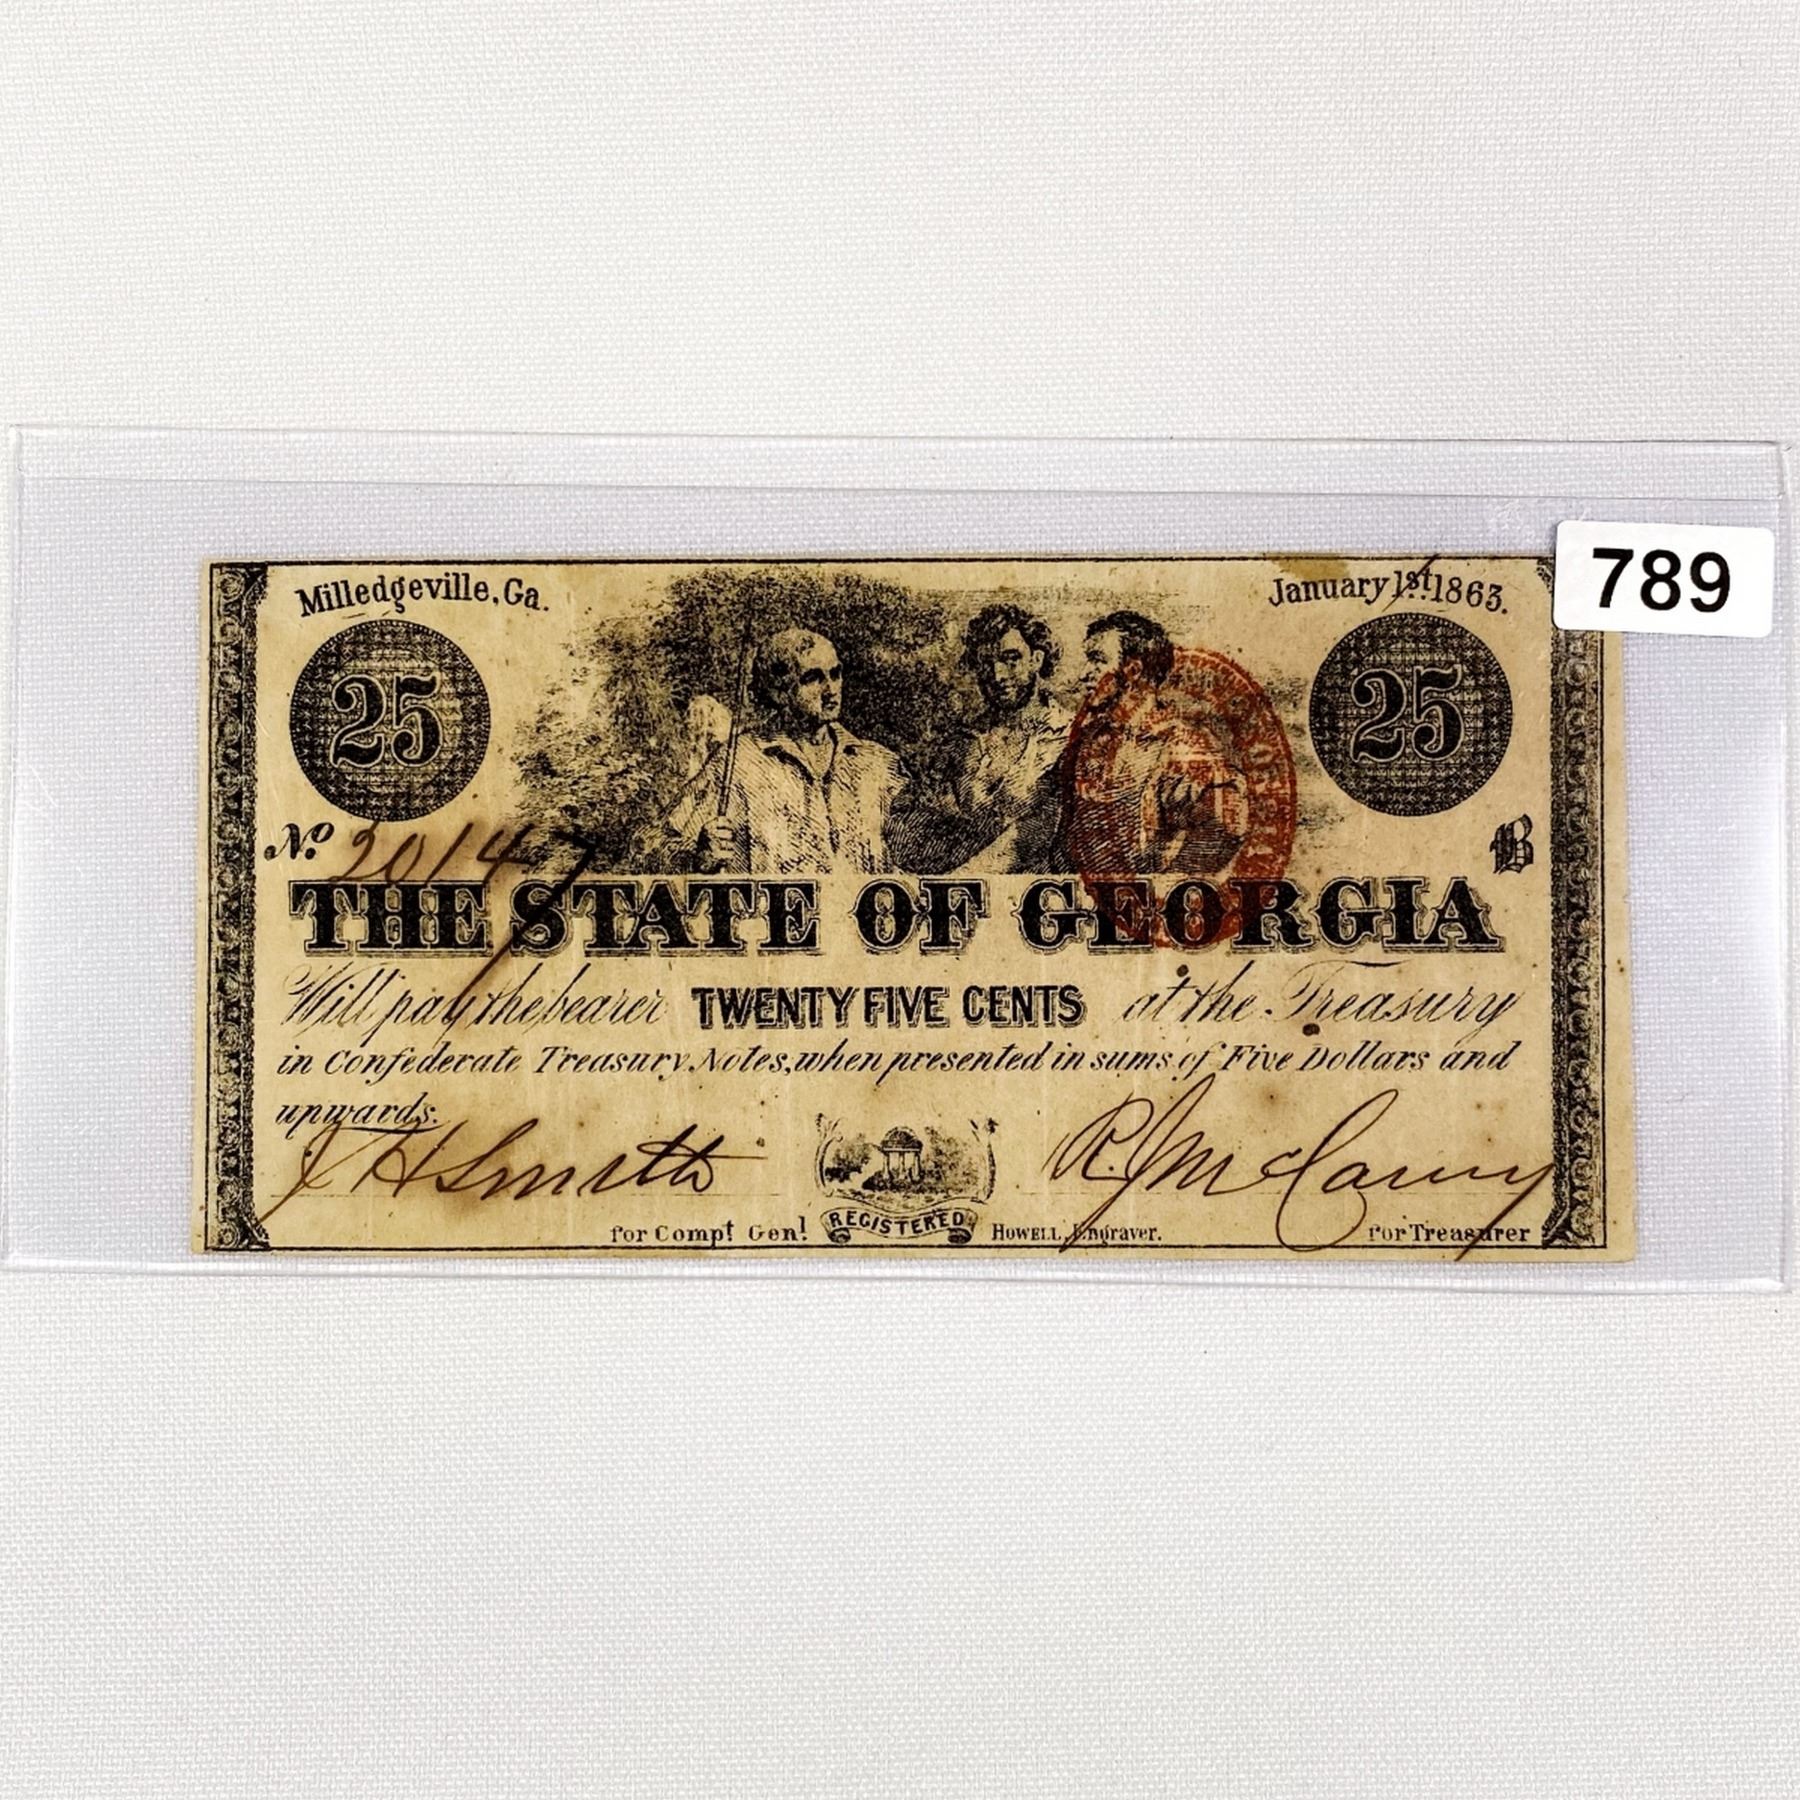 789
Milledgeville, Ga.
January 1st. 1863.
25
25
No. 20147
B
THE STATE OF GEORGIA
Will pay the bearer TWENTY FIVE CENTS at the Treasury
in Confederate Treasury Notes, when presented in sums of Five Dollars and
upwards.
J H Smith
for Compt Genl
REGISTERED
HOWELL, Engraver.
for Treasurer